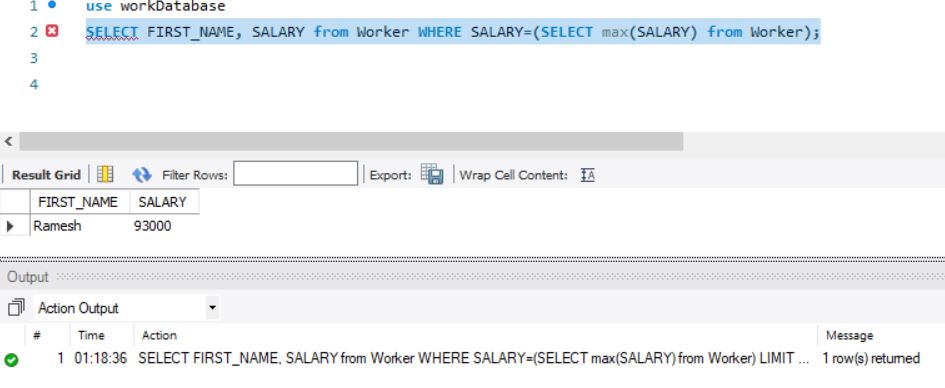 1 use workDatabase
2 SELECT FIRST_NAME, SALARY from Worker WHERE SALARY=(SELECT max(SALARY) from Worker);
3
4
Result Grid Filter Rows: Export: Wrap Cell Content: IA
FIRST_NAME SALARY
Ramesh 93000
Output
Action Output
# Time Action Message
1 01:18:36 SELECT FIRST_NAME, SALARY from Worker WHERE SALARY=(SELECT max(SALARY) from Worker) LIMIT ... 1 row(s) returned